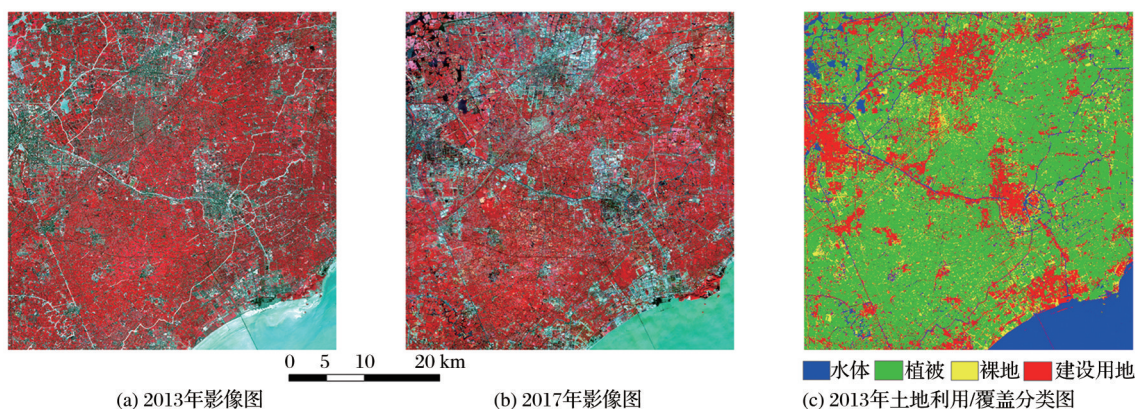 水体 植被 裸地 建设用地
0 5 10 20 km
(a) 2013年影像图 (b) 2017年影像图 (c) 2013年土地利用/覆盖分类图